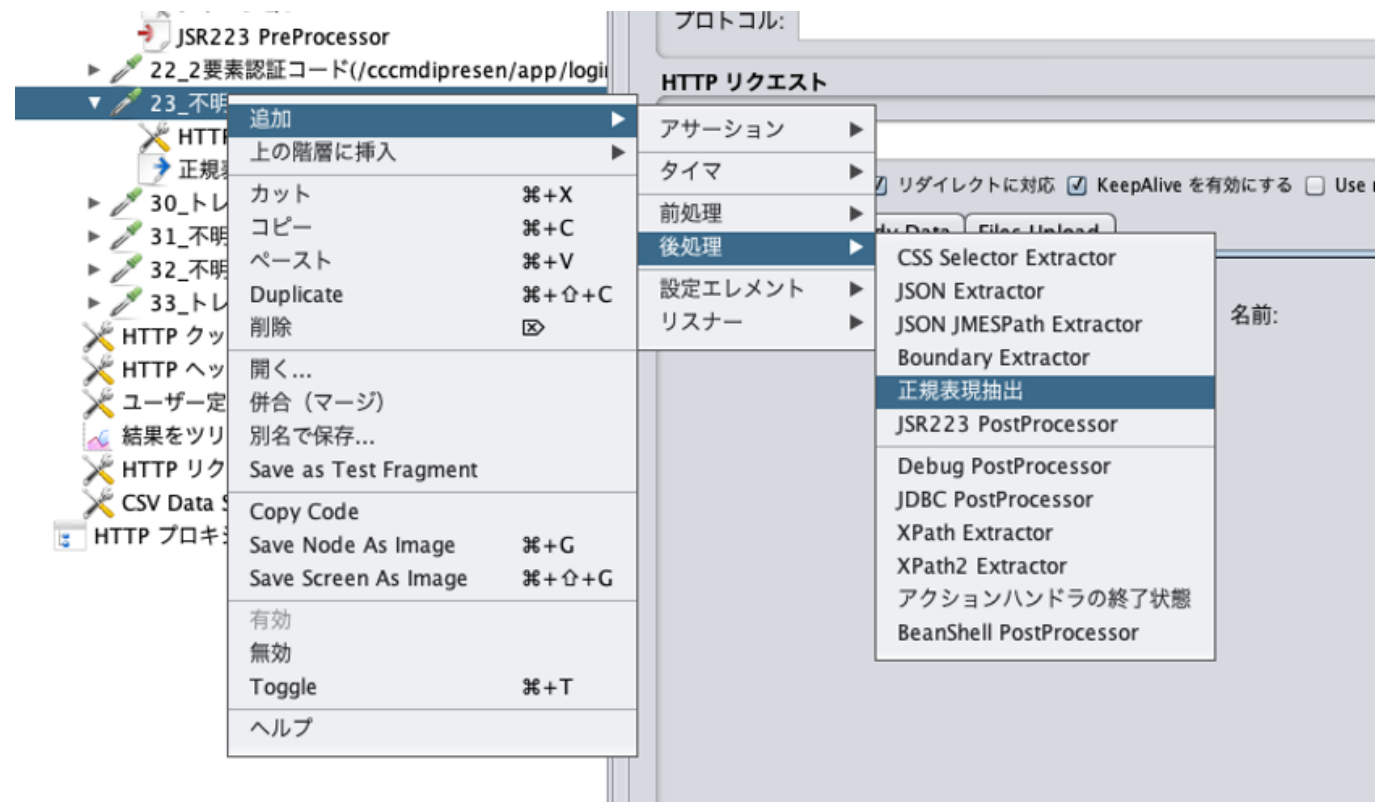 プロトコル:
JSR223 PreProcessor
22_2要素認証コード(/cccmdipresen/app/logi
HTTP リクエスト
23_不明
HTT
正規
30_トレ
31_不明
32_不明
33_トレ
HTTP クッ
HTTP ヘッ
ユーザー定
結果をツリ
HTTP リク
CSV Data
HTTP プロキ
追加
上の階層に挿入
カット ⌘+X
コピー ⌘+C
ペースト ⌘+V
Duplicate ⌘+⇧+C
削除 ⌦
開く...
併合（マージ）
別名で保存...
Save as Test Fragment
Copy Code
Save Node As Image ⌘+G
Save Screen As Image ⌘+⇧+G
有効
無効
Toggle ⌘+T
ヘルプ
アサーション
タイマ
前処理
後処理
設定エレメント
リスナー
リダイレクトに対応 KeepAlive を有効にする Use
dy Data Files Upload
CSS Selector Extractor
JSON Extractor
JSON JMESPath Extractor
Boundary Extractor
正規表現抽出
JSR223 PostProcessor
Debug PostProcessor
JDBC PostProcessor
XPath Extractor
XPath2 Extractor
アクションハンドラの終了状態
BeanShell PostProcessor
名前: